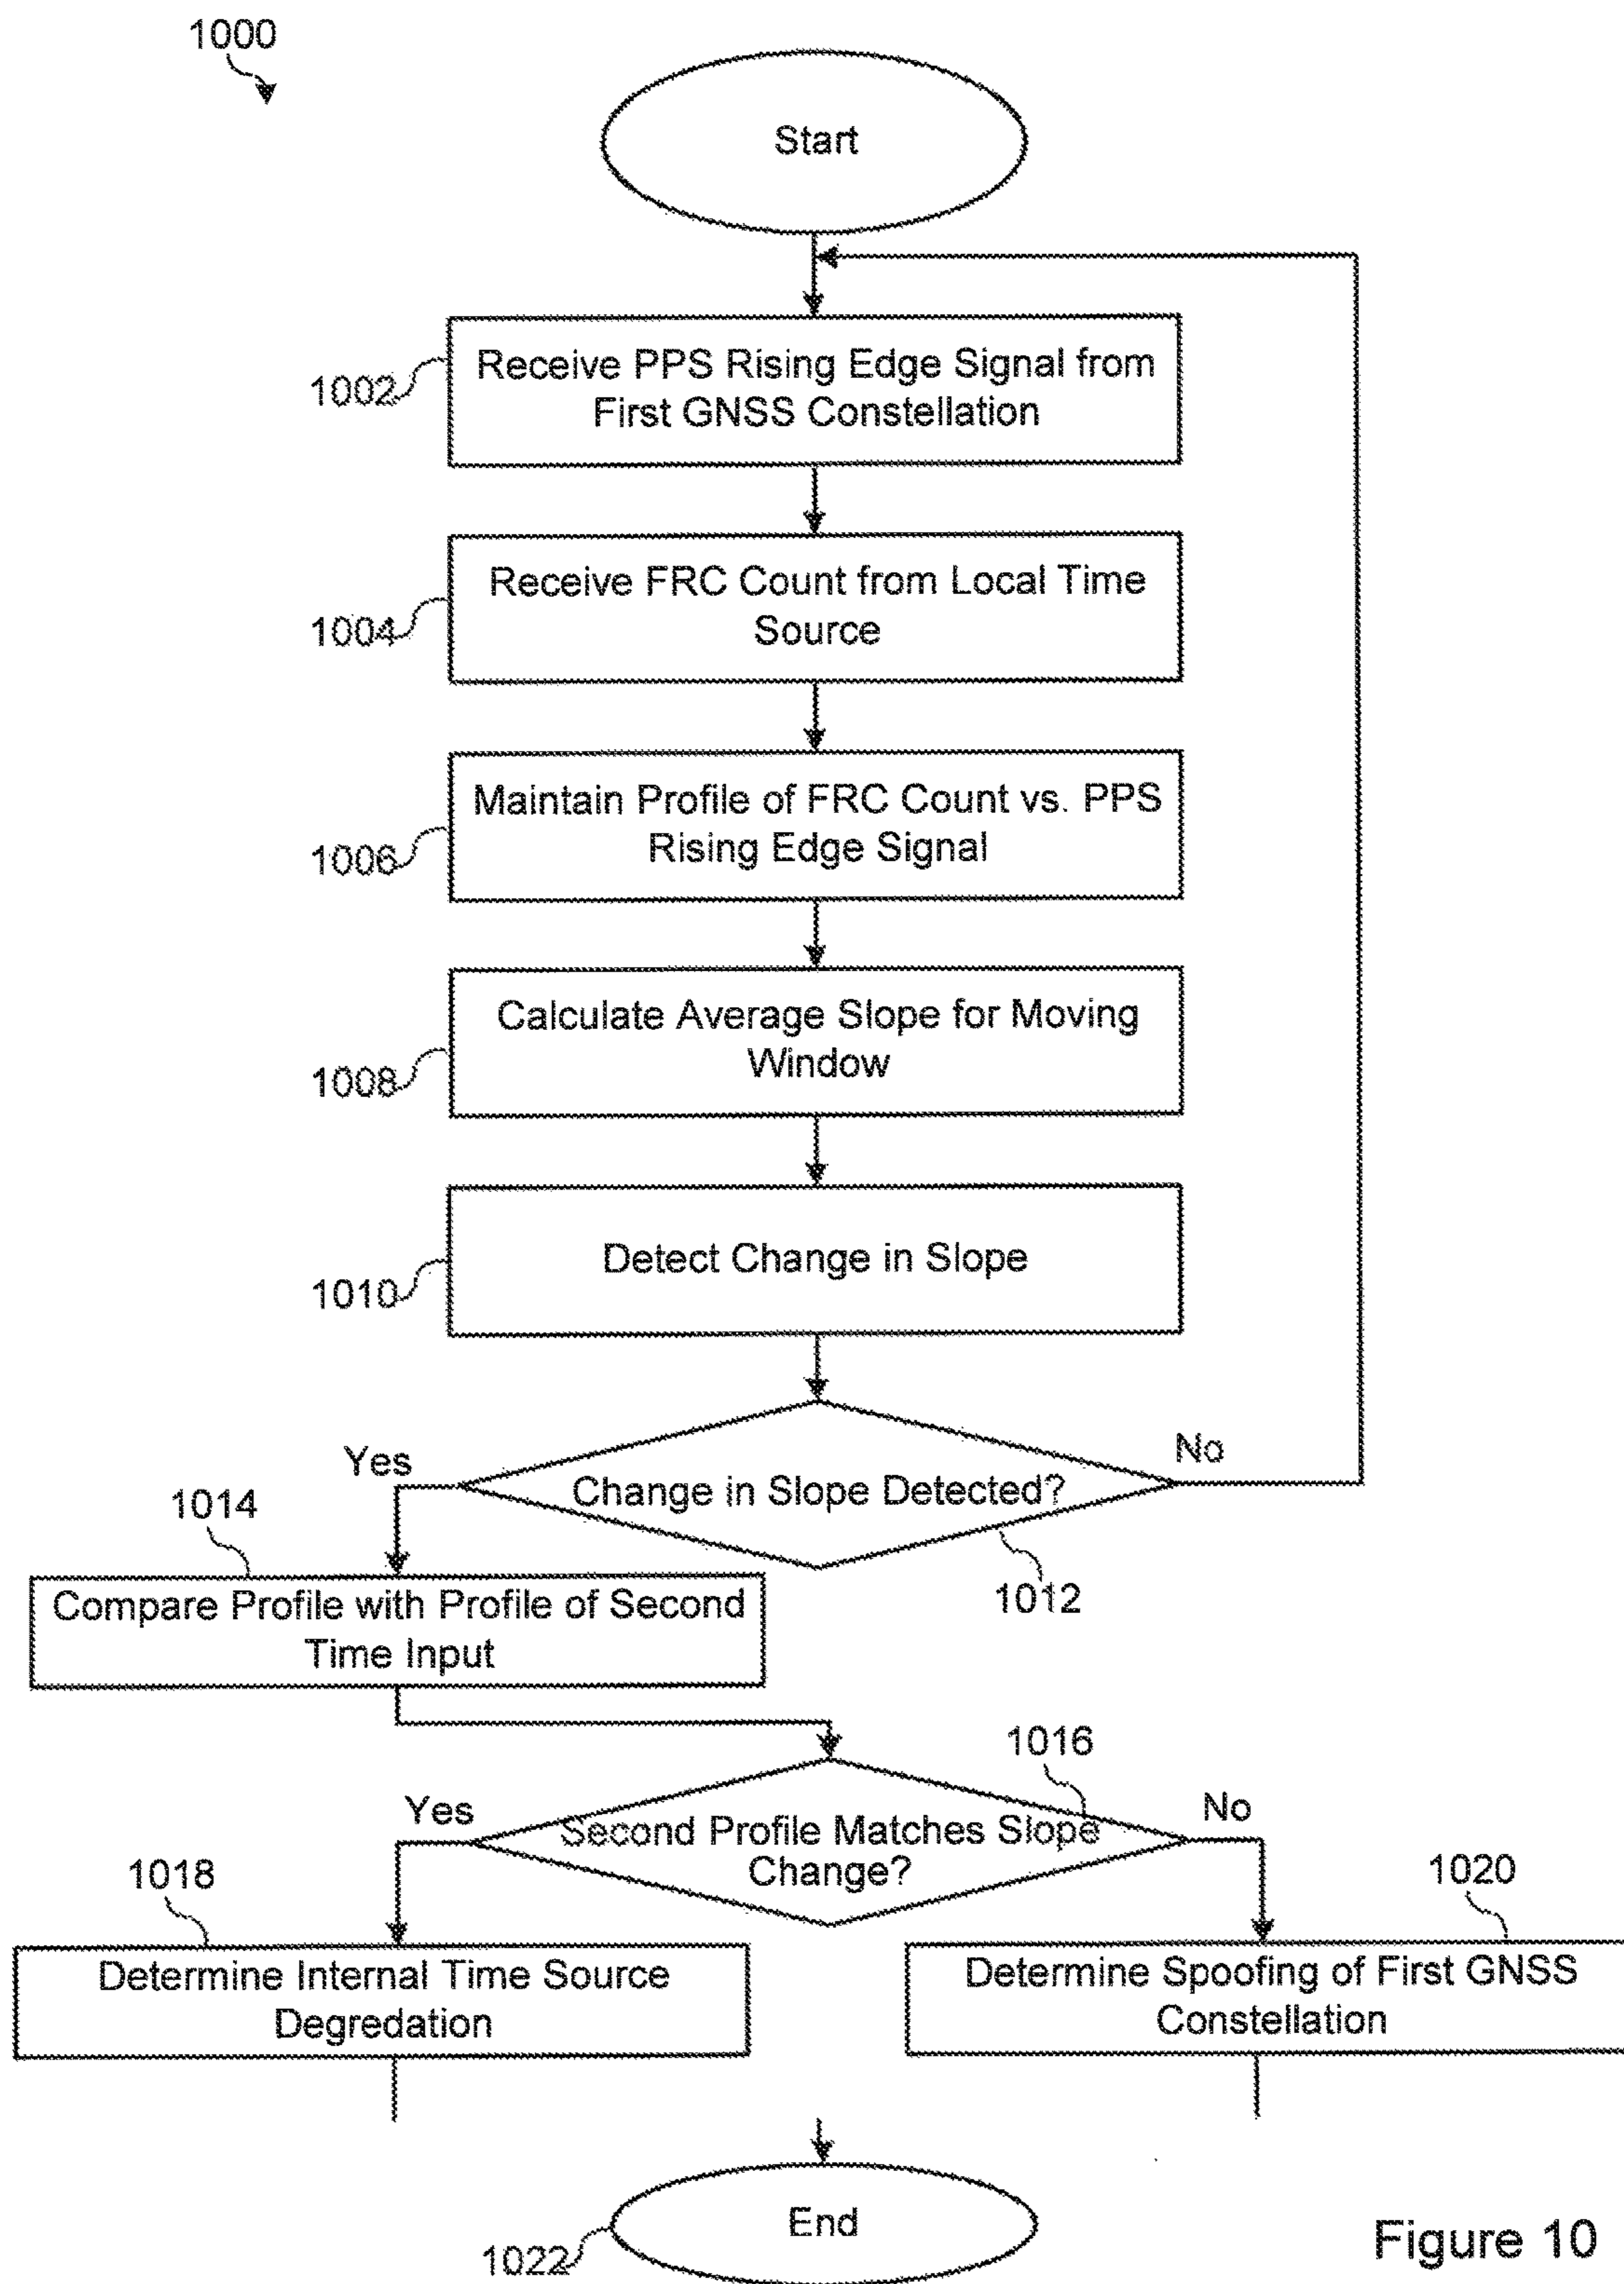 1000
Start
Receive PPS Rising Edge Signal from
First GNSS Constellation
1002
Receive FRC Count from Local Time
Source
1004
Maintain Profile of FRC Count vs. PPS
Rising Edge Signal
1006
Calculate Average Slope for Moving
Window
1008
Detect Change in Slope
1010
Yes
No
Change in Slope Detected?
1014
1012
Compare Profile with Profile of Second
Time Input
1016
Yes
No
Second Profile Matches Slope
Change?
1018
1020
Determine Internal Time Source
Degredation
Determine Spoofing of First GNSS
Constellation
End
1022
Figure 10